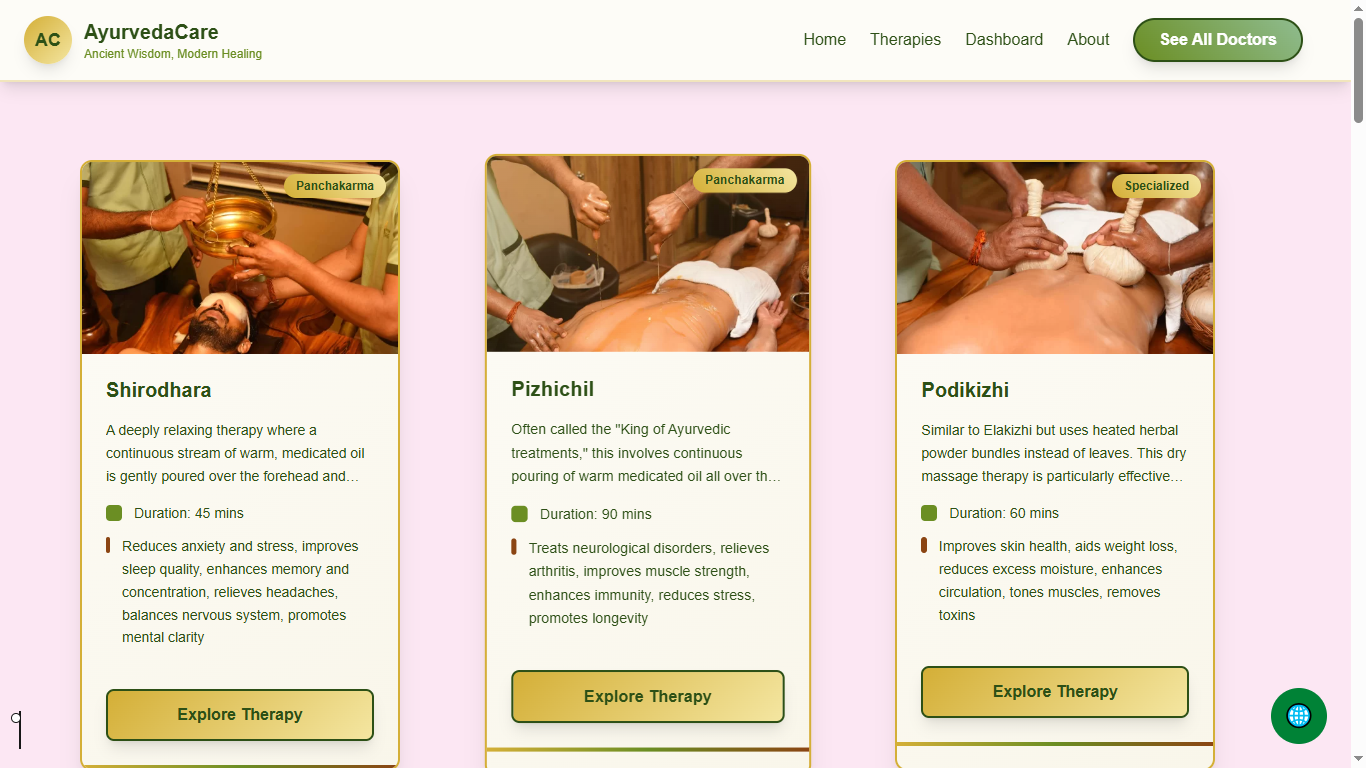 AC
AyurvedaCare
Ancient Wisdom, Modern Healing
Home
Therapies
Dashboard
About
See All Doctors
Panchakarma
Shirodhara
A deeply relaxing therapy where a
continuous stream of warm, medicated oil
is gently poured over the forehead and…
Duration: 45 mins
Reduces anxiety and stress, improves
sleep quality, enhances memory and
concentration, relieves headaches,
balances nervous system, promotes
mental clarity
Explore Therapy
Panchakarma
Pizhichil
Often called the "King of Ayurvedic
treatments," this involves continuous
pouring of warm medicated oil all over th…
Duration: 90 mins
Treats neurological disorders, relieves
arthritis, improves muscle strength,
enhances immunity, reduces stress,
promotes longevity
Explore Therapy
Specialized
Podikizhi
Similar to Elakizhi but uses heated herbal
powder bundles instead of leaves. This dry
massage therapy is particularly effective…
Duration: 60 mins
Improves skin health, aids weight loss,
reduces excess moisture, enhances
circulation, tones muscles, removes
toxins
Explore Therapy